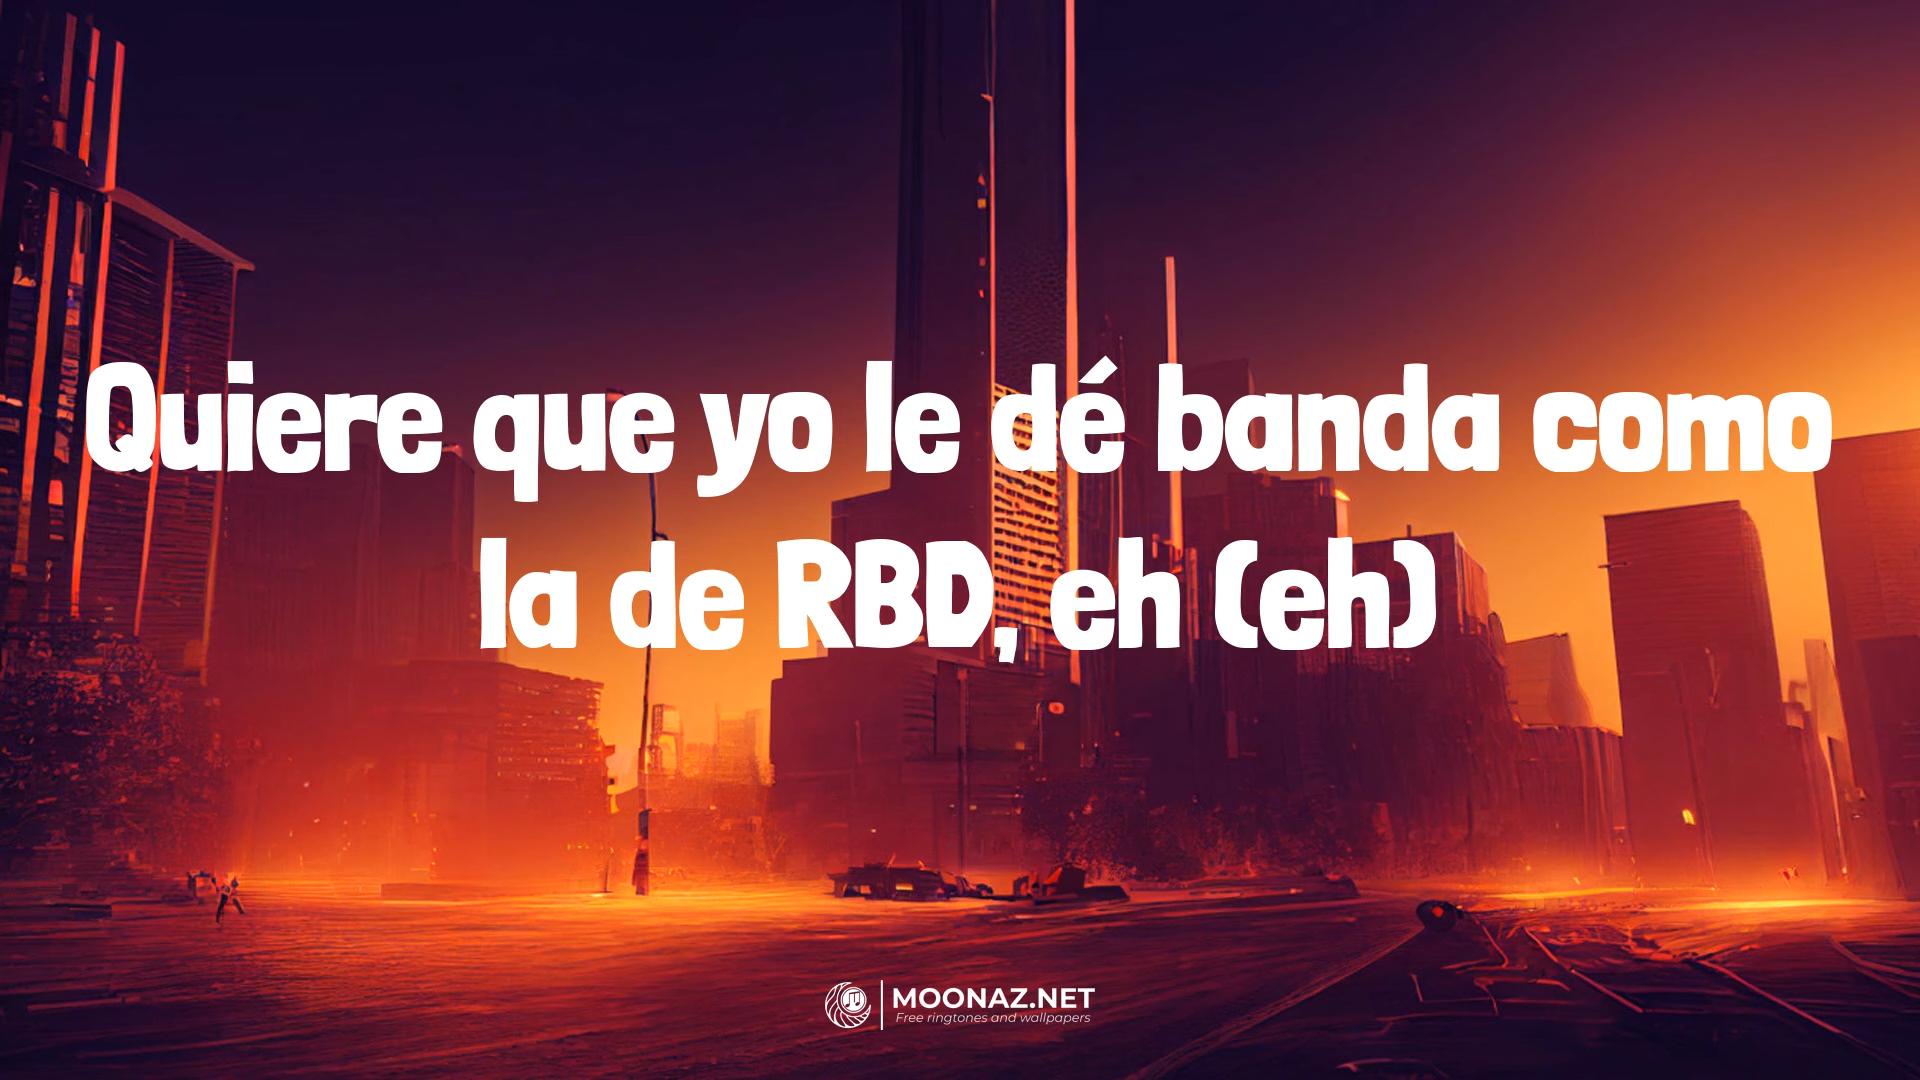 Quiere que yo le dé banda como
la de RBD, eh (eh)
MOONAZ.NET
Free ringtones and wallpapers